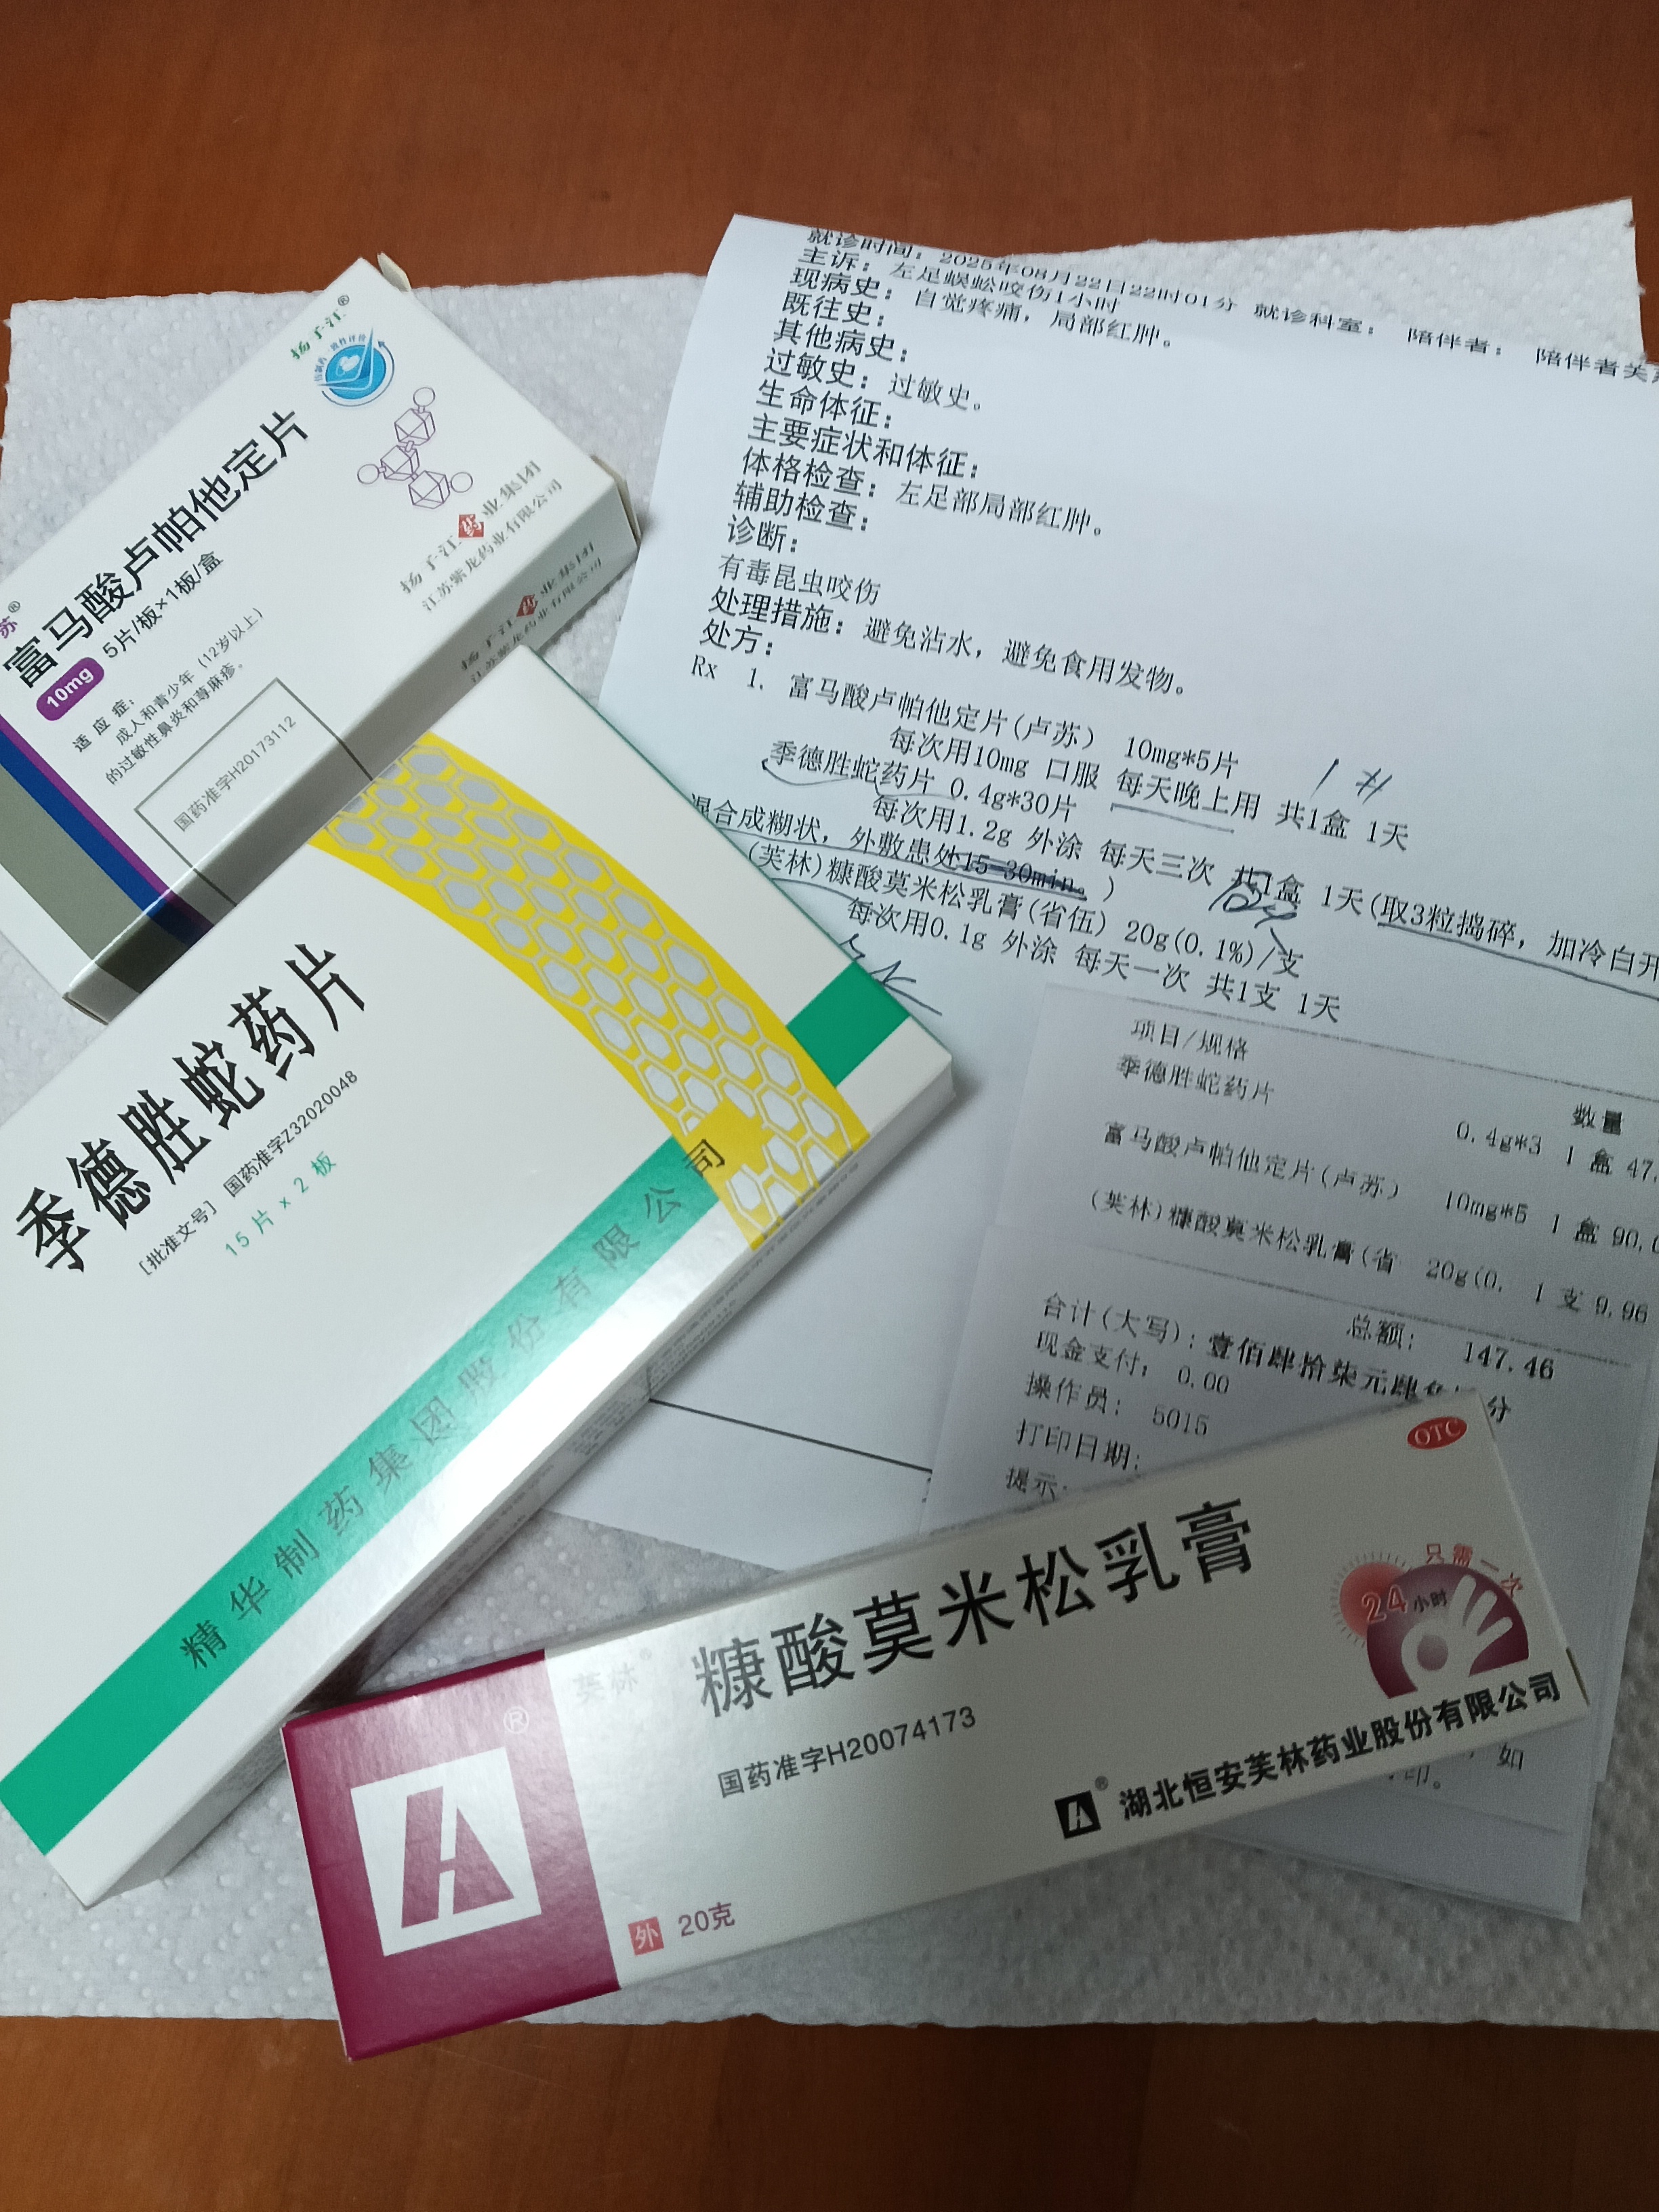 就诊时间：2025年08月22日22时01分 就诊科室： 陪伴者： 陪伴者关系
主诉：左足蜈蚣咬伤1小时
现病史：自觉疼痛，局部红肿。
既往史：
其他病史：
过敏史：过敏史。
生命体征：
主要症状和体征：
体格检查：左足部局部红肿。
辅助检查：
诊断：
有毒昆虫咬伤
处理措施：避免沾水，避免食用发物。
处方：
Rx 1. 富马酸卢帕他定片(卢苏) 10mg*5片
每次用10mg 口服 每天晚上用 共1盒 1天
季德胜蛇药片 0.4g*30片
每次用1.2g 外涂 每天三次 共1盒 1天(取3粒捣碎，加冷白开
混合成糊状，外敷患处15-30min。)
(芙林)糠酸莫米松乳膏(省伍) 20g(0.1%)/支
每次用0.1g 外涂 每天一次 共1支 1天
项目/规格 数量
季德胜蛇药片 0.4g*3 1 盒 47.
富马酸卢帕他定片(卢苏) 10mg*5 1 盒 90.0
(芙林)糠酸莫米松乳膏(省 20g(0. 1 支 9.96
总额： 147.46
合计(大写)：壹佰肆拾柒元肆 分
现金支付： 0.00
操作员： 5015
打印日期：
提示：
如
印。
扬子江®
苏®
富马酸卢帕他定片
10mg 5片/板×1板/盒
适应症：
成人和青少年（12岁以上）
的过敏性鼻炎和荨麻疹。
国药准字H20173112
扬子江药业集团
江苏紫龙药业有限公司
扬子江药业集团
江苏紫龙药业有限公司
季德胜蛇药片
[批准文号] 国药准字Z32020048
15片×2板
精华制药集团股份有限公司
OTC
芙林®
糠酸莫米松乳膏
国药准字H20074173
只需一次
24小时
湖北恒安芙林药业股份有限公司
外 20克